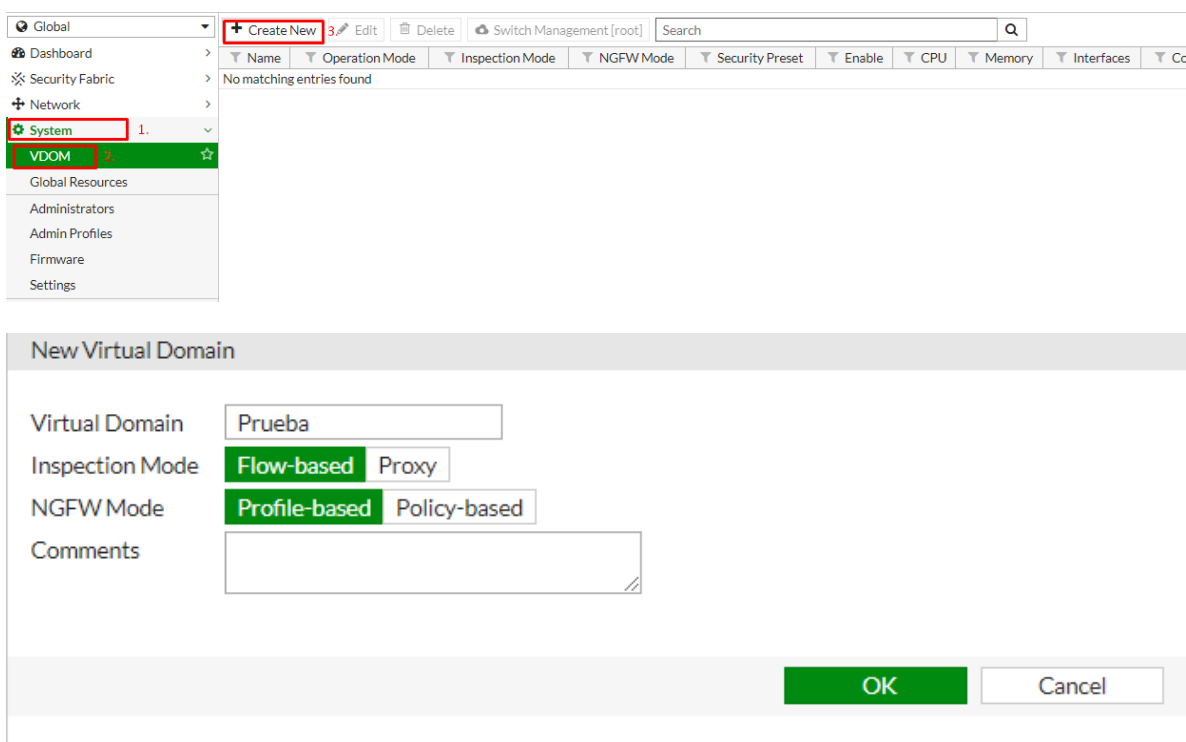 Global
+ Create New 3. Edit Delete Switch Management [root] Search
Dashboard
Name Operation Mode Inspection Mode NGFW Mode Security Preset Enable CPU Memory Interfaces Co
Security Fabric
No matching entries found
Network
System 1.
VDOM 2.
Global Resources
Administrators
Admin Profiles
Firmware
Settings
New Virtual Domain
Virtual Domain Prueba
Inspection Mode Flow-based Proxy
NGFW Mode Profile-based Policy-based
Comments
OK Cancel